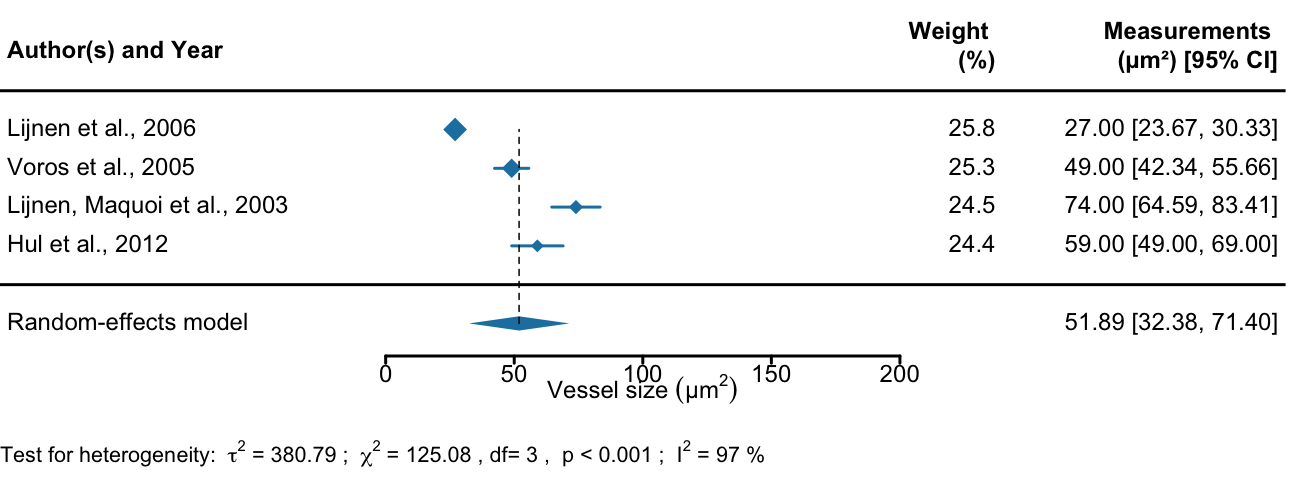 Author(s) and Year Weight (%) Measurements (µm²) [95% CI]
Lijnen et al., 2006 25.8 27.00 [23.67, 30.33]
Voros et al., 2005 25.3 49.00 [42.34, 55.66]
Lijnen, Maquoi et al., 2003 24.5 74.00 [64.59, 83.41]
Hul et al., 2012 24.4 59.00 [49.00, 69.00]
Random-effects model 51.89 [32.38, 71.40]
0 50 100 150 200
Vessel size (µm²)
Test for heterogeneity: τ² = 380.79 ; χ² = 125.08 , df= 3 , p < 0.001 ; I² = 97 %